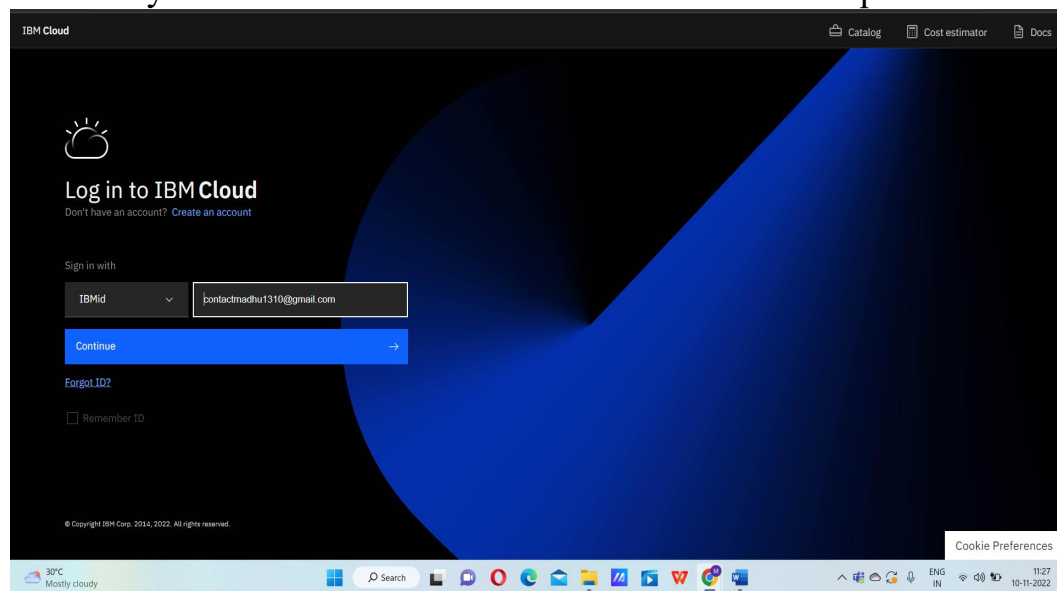 IBM Cloud
Catalog
Cost estimator
Docs
Log in to IBM Cloud
Don't have an account? Create an account
Sign in with
IBMid
contactmadhu1310@gmail.com
Continue
Forgot ID?
Remember ID
© Copyright IBM Corp. 2014, 2022. All rights reserved.
Cookie Preferences
30°C
Mostly cloudy
Search
ENG
IN
11:27
10-11-2022